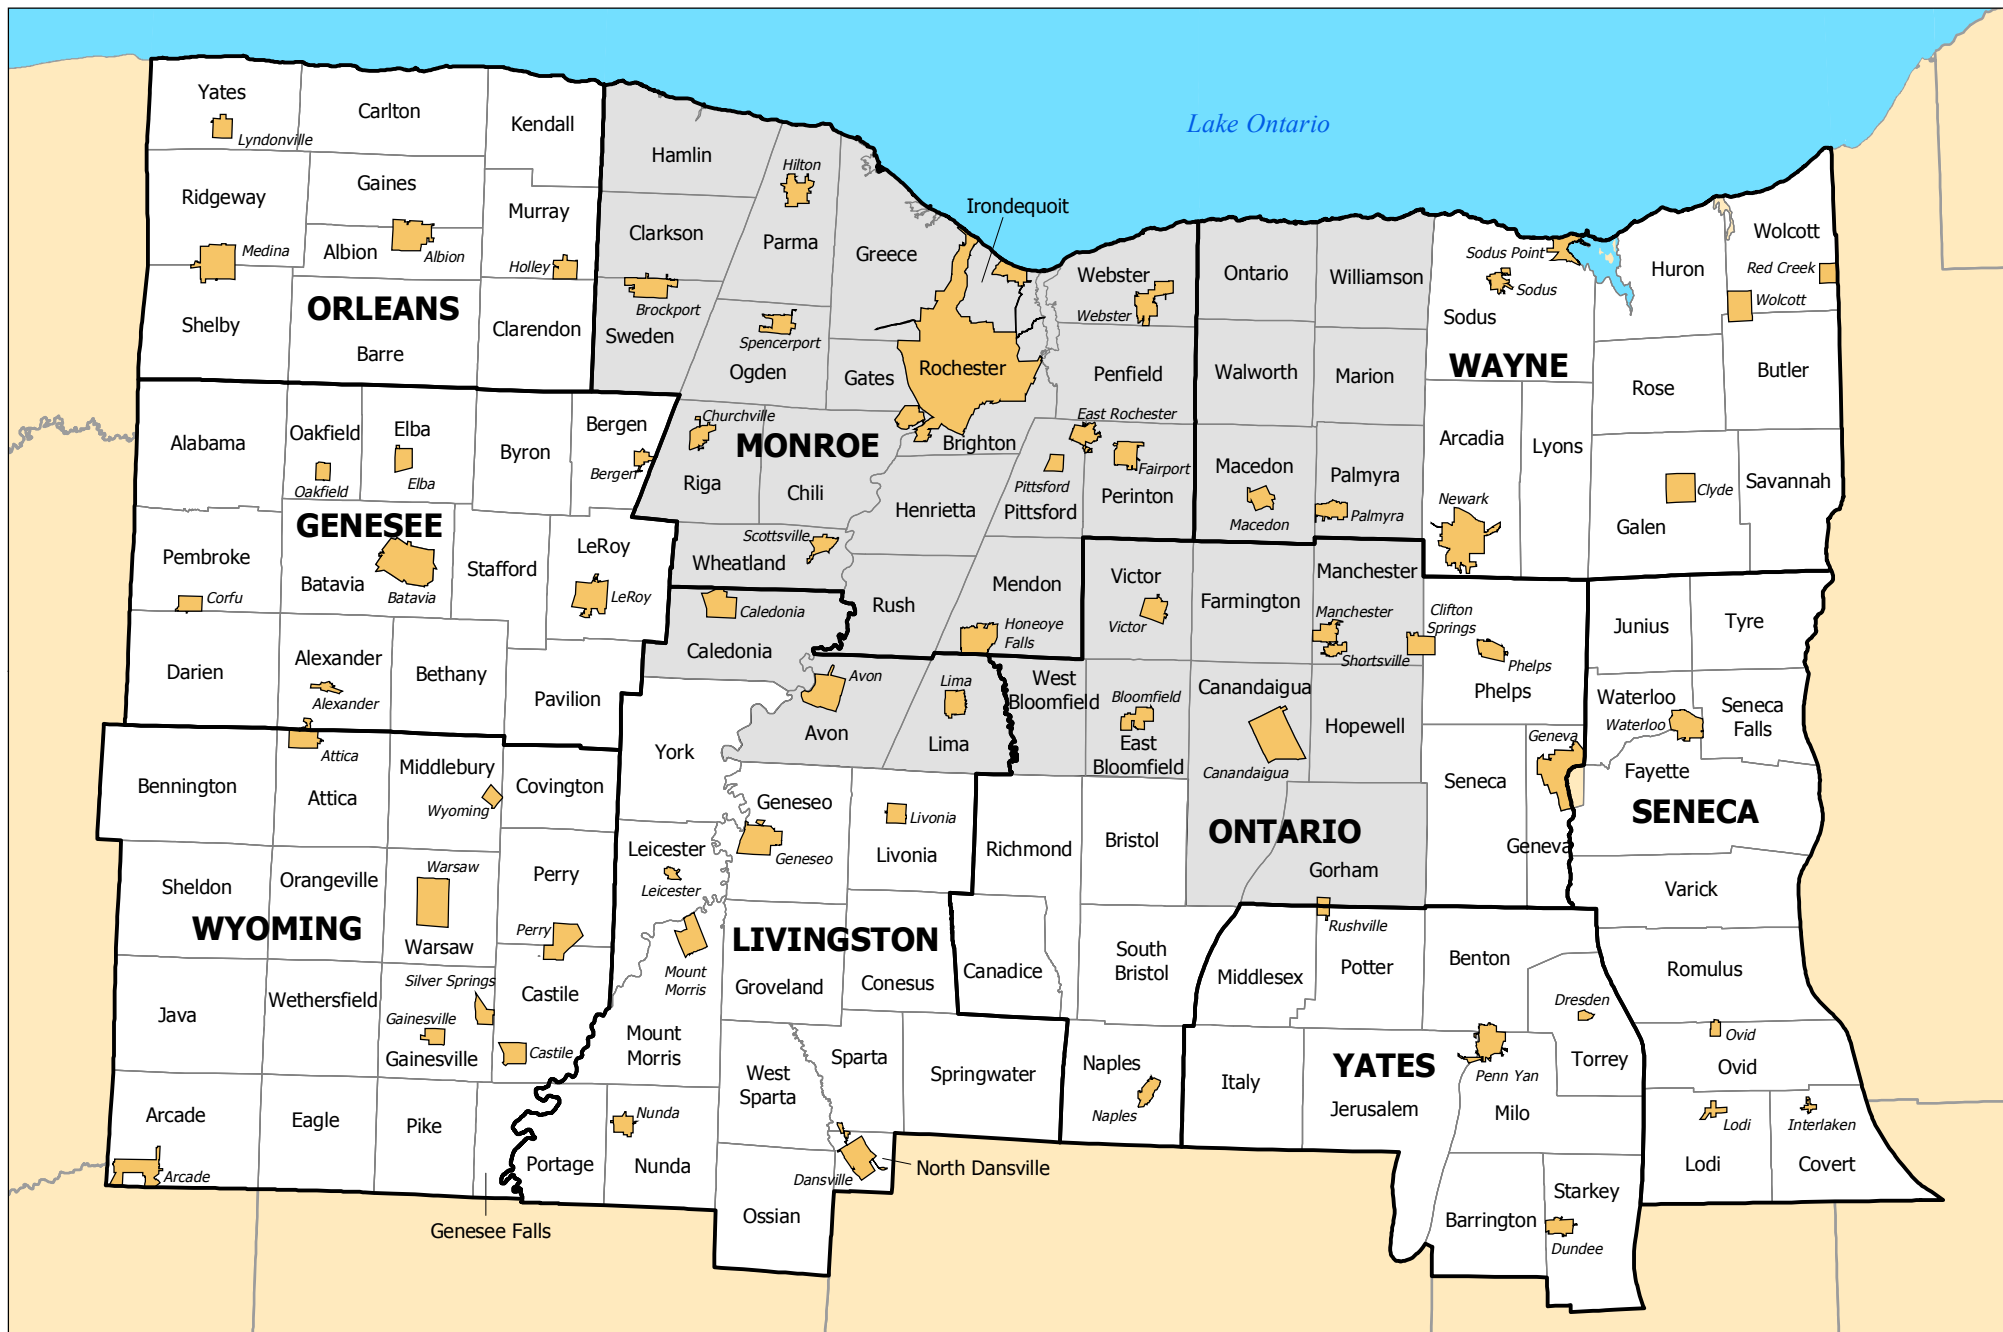 Lake Ontario
Yates
Lyndonville
Carlton
Kendall
Ridgeway
Gaines
Murray
Medina
Albion
Albion
Holley
Shelby
ORLEANS
Barre
Clarendon
Hamlin
Hilton
Clarkson
Parma
Greece
Irondequoit
Brockport
Sweden
Spencerport
Ogden
Gates
Rochester
Webster
Webster
Penfield
Churchville
MONROE
Brighton
East Rochester
Riga
Chili
Henrietta
Pittsford
Pittsford
Fairport
Perinton
Scottsville
Wheatland
Rush
Mendon
Honeoye
Falls
Ontario
Williamson
Sodus Point
Sodus
Sodus
Huron
Wolcott
Red Creek
Wolcott
Walworth
Marion
WAYNE
Rose
Butler
Macedon
Macedon
Palmyra
Palmyra
Arcadia
Lyons
Newark
Clyde
Galen
Savannah
Alabama
Oakfield
Oakfield
Elba
Elba
Byron
Bergen
Bergen
GENESEE
Pembroke
Corfu
Batavia
Batavia
Stafford
LeRoy
LeRoy
Darien
Alexander
Alexander
Bethany
Pavilion
Caledonia
Caledonia
Avon
Avon
Lima
Lima
York
West
Bloomfield
Bloomfield
East
Bloomfield
Victor
Victor
Farmington
Manchester
Manchester
Shortsville
Clifton
Springs
Phelps
Phelps
Canandaigua
Canandaigua
Hopewell
Seneca
Geneva
Geneva
ONTARIO
Gorham
Richmond
Bristol
Canadice
South
Bristol
Naples
Naples
Junius
Tyre
Waterloo
Waterloo
Seneca
Falls
Fayette
SENECA
Varick
Romulus
Ovid
Ovid
Lodi
Lodi
Interlaken
Covert
Bennington
Attica
Attica
Middlebury
Wyoming
Covington
Sheldon
Orangeville
Warsaw
Warsaw
Perry
Perry
WYOMING
Java
Wethersfield
Silver Springs
Gainesville
Gainesville
Castile
Castile
Arcade
Arcade
Eagle
Pike
Genesee Falls
Leicester
Leicester
Geneseo
Geneseo
Livonia
Livonia
LIVINGSTON
Mount
Morris
Mount
Morris
Groveland
Conesus
West
Sparta
Sparta
Springwater
Portage
Nunda
Nunda
Ossian
Dansville
North Dansville
Rushville
Middlesex
Potter
Benton
Dresden
Torrey
YATES
Italy
Jerusalem
Penn Yan
Milo
Barrington
Starkey
Dundee